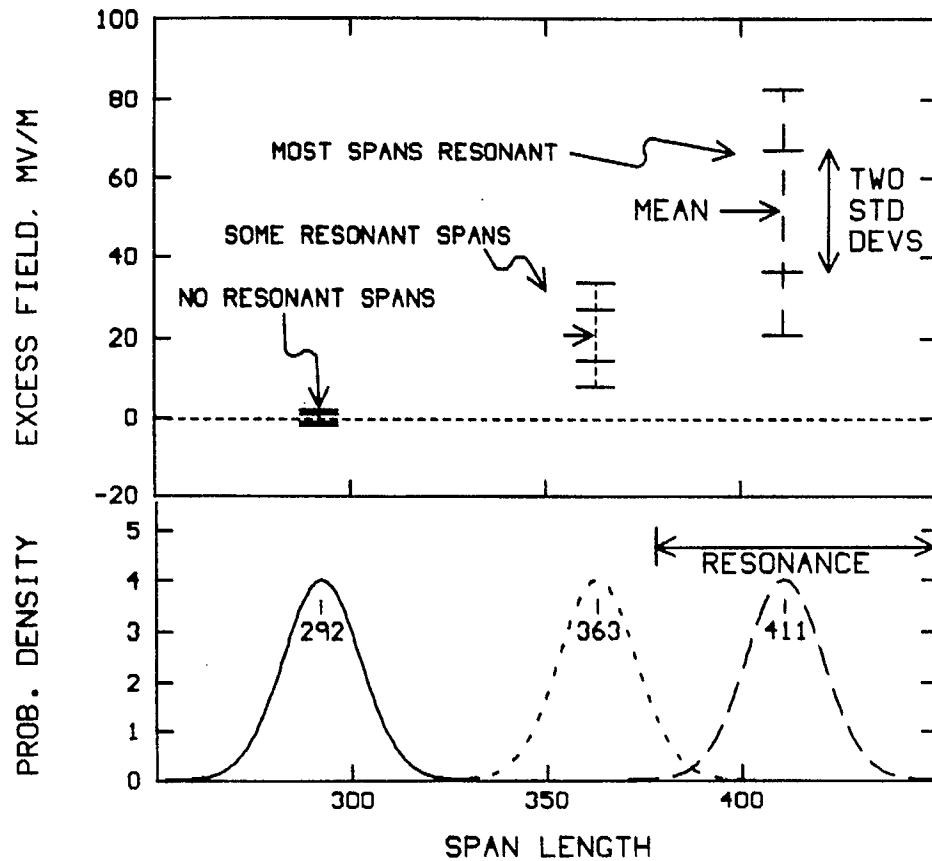 100
80
60
40
20
0
-20
EXCESS FIELD, MV/M
MOST SPANS RESONANT
MEAN
TWO
STD
DEVS
SOME RESONANT SPANS
NO RESONANT SPANS
5
4
3
2
1
0
PROB. DENSITY
RESONANCE
292
363
411
300
350
400
SPAN LENGTH